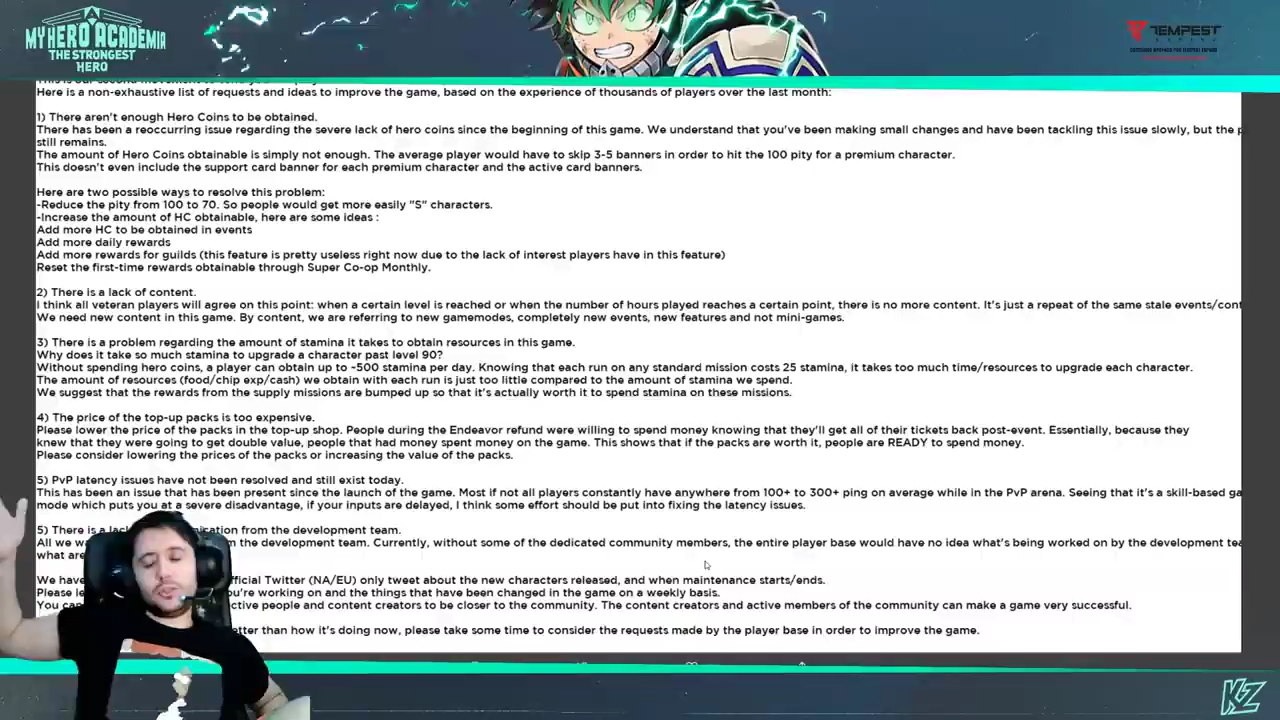 MY HERO ACADEMIA
THE STRONGEST
HERO
TEMPEST
Here is a non-exhaustive list of requests and ideas to improve the game, based on the experience of thousands of players over the last month:
1) There aren't enough Hero Coins to be obtained.
There has been a reoccurring issue regarding the severe lack of hero coins since the beginning of this game. We understand that you've been making small changes and have been tackling this issue slowly, but the p
still remains.
The amount of Hero Coins obtainable is simply not enough. The average player would have to skip 3-5 banners in order to hit the 100 pity for a premium character.
This doesn't even include the support card banner for each premium character and the active card banners.
Here are two possible ways to resolve this problem:
-Reduce the pity from 100 to 70. So people would get more easily "S" characters.
-Increase the amount of HC obtainable, here are some ideas :
Add more HC to be obtained in events
Add more daily rewards
Add more rewards for guilds (this feature is pretty useless right now due to the lack of interest players have in this feature)
Reset the first-time rewards obtainable through Super Co-op Monthly.
2) There is a lack of content.
I think all veteran players will agree on this point: when a certain level is reached or when the number of hours played reaches a certain point, there is no more content. It's just a repeat of the same stale events/cont
We need new content in this game. By content, we are referring to new gamemodes, completely new events, new features and not mini-games.
3) There is a problem regarding the amount of stamina it takes to obtain resources in this game.
Why does it take so much stamina to upgrade a character past level 90?
Without spending hero coins, a player can obtain up to ~500 stamina per day. Knowing that each run on any standard mission costs 25 stamina, it takes too much time/resources to upgrade each character.
The amount of resources (food/chip exp/cash) we obtain with each run is just too little compared to the amount of stamina we spend.
We suggest that the rewards from the supply missions are bumped up so that it's actually worth it to spend stamina on these missions.
4) The price of the top-up packs is too expensive.
Please lower the price of the packs in the top-up shop. People during the Endeavor refund were willing to spend money knowing that they'll get all of their tickets back post-event. Essentially, because they
knew that they were going to get double value, people that had money spent money on the game. This shows that if the packs are worth it, people are READY to spend money.
Please consider lowering the prices of the packs or increasing the value of the packs.
5) PvP latency issues have not been resolved and still exist today.
This has been an issue that has been present since the launch of the game. Most if not all players constantly have anywhere from 100+ to 300+ ping on average while in the PvP arena. Seeing that it's a skill-based ga
mode which puts you at a severe disadvantage, if your inputs are delayed, I think some effort should be put into fixing the latency issues.
5) There is a lack nication from the development team.
All we wa m the development team. Currently, without some of the dedicated community members, the entire player base would have no idea what's being worked on by the development tea
what are
We have fficial Twitter (NA/EU) only tweet about the new characters released, and when maintenance starts/ends.
Please le ou're working on and the things that have been changed in the game on a weekly basis.
You can ective people and content creators to be closer to the community. The content creators and active members of the community can make a game very successful.
etter than how it's doing now, please take some time to consider the requests made by the player base in order to improve the game.
KZ